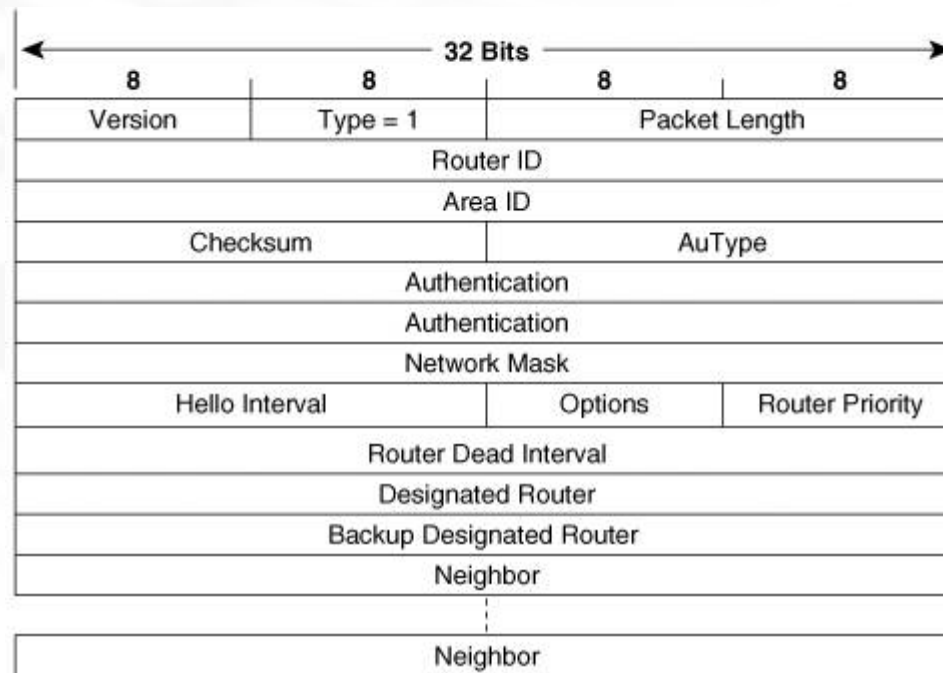 32 Bits
8 8 8 8
Version Type = 1 Packet Length
Router ID
Area ID
Checksum AuType
Authentication
Authentication
Network Mask
Hello Interval Options Router Priority
Router Dead Interval
Designated Router
Backup Designated Router
Neighbor
Neighbor